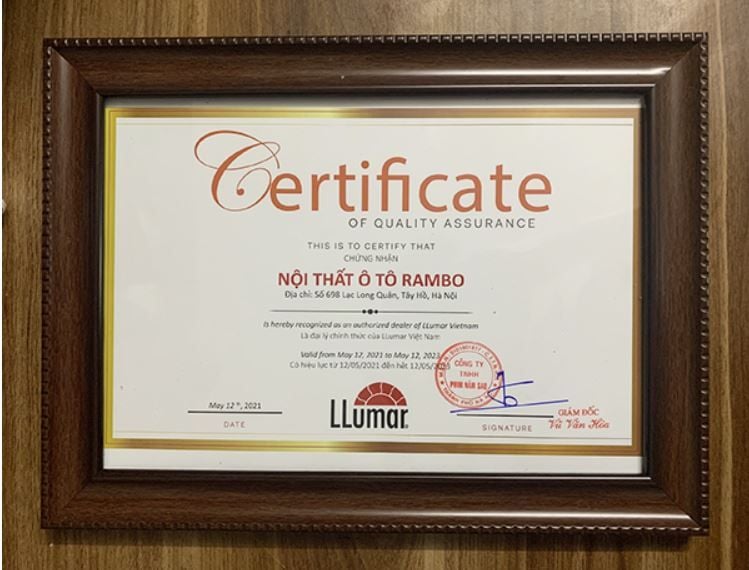 Certificate
OF QUALITY ASSURANCE
THIS IS TO CERTIFY THAT
CHỨNG NHẬN
NỘI THẤT Ô TÔ RAMBO
Địa chỉ: Số 698 Lạc Long Quân, Tây Hồ, Hà Nội
Is hereby recognized as an authorized dealer of LLumar Vietnam
Là đại lý chính thức của LLumar Việt Nam
Valid from May 12, 2021 to May 12, 2023
Có hiệu lực từ 12/05/2021 đến hết 12/05/2023
CÔNG TY
TNHH
PHIM NĂM SAO
May 12th, 2021
DATE
LLumar
SIGNATURE
GIÁM ĐỐC
Vũ Văn Hòa